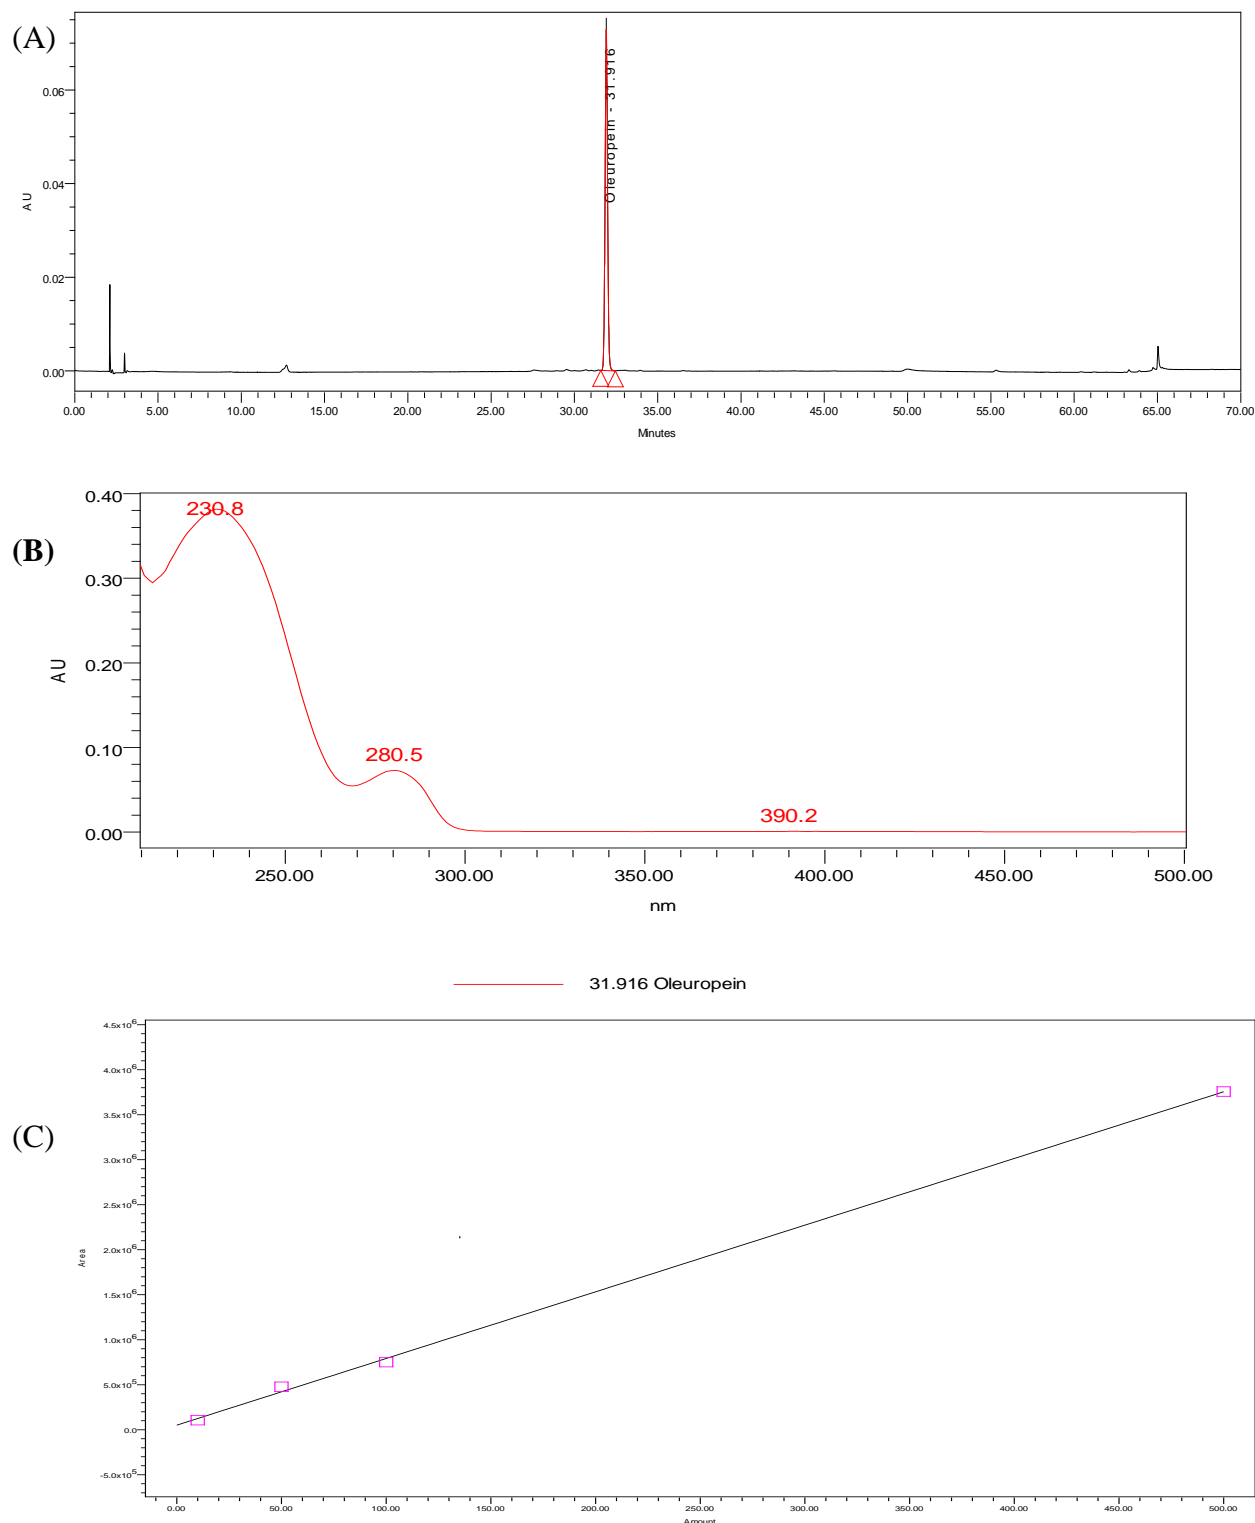 (A)
0.06
0.04
0.02
0.00
AU
Oleuropein - 31.916
0.00 5.00 10.00 15.00 20.00 25.00 30.00 35.00 40.00 45.00 50.00 55.00 60.00 65.00 70.00
Minutes
(B)
0.40
0.30
0.20
0.10
0.00
AU
230.8
280.5
390.2
250.00 300.00 350.00 400.00 450.00 500.00
nm
31.916 Oleuropein
(C)
4.5x10⁶
4.0x10⁶
3.5x10⁶
3.0x10⁶
2.5x10⁶
2.0x10⁶
1.5x10⁶
1.0x10⁶
5.0x10⁵
0.0
-5.0x10⁵
Area
0.00 50.00 100.00 150.00 200.00 250.00 300.00 350.00 400.00 450.00 500.00
Amount